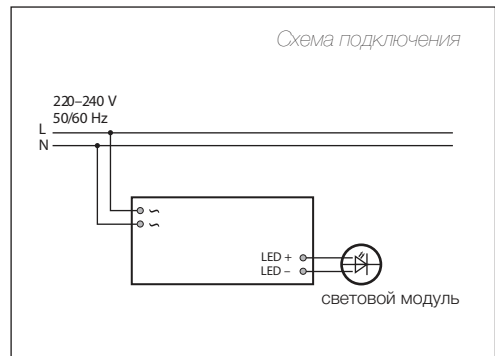 Схема подключения
220–240 V
50/60 Hz
L
N
~
~
LED +
LED –
световой модуль